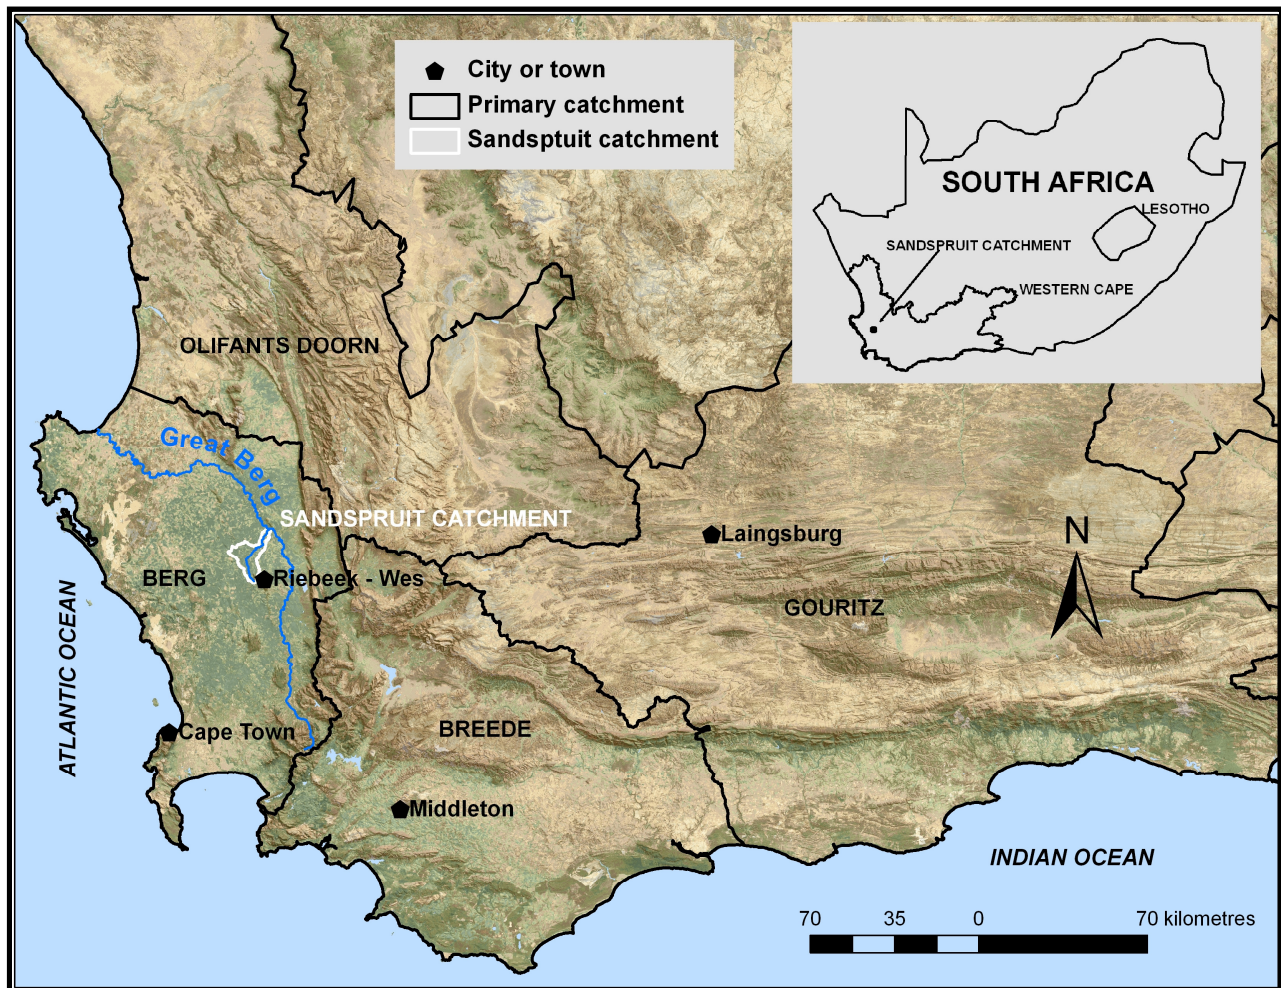 City or town
Primary catchment
Sandsptuit catchment
SOUTH AFRICA
LESOTHO
SANDSPRUIT CATCHMENT
WESTERN CAPE
OLIFANTS DOORN
Great Berg
SANDSPRUIT CATCHMENT
Laingsburg
N
BERG
Riebeek - Wes
GOURITZ
ATLANTIC OCEAN
Cape Town
BREEDE
Middleton
INDIAN OCEAN
70 35 0 70 kilometres